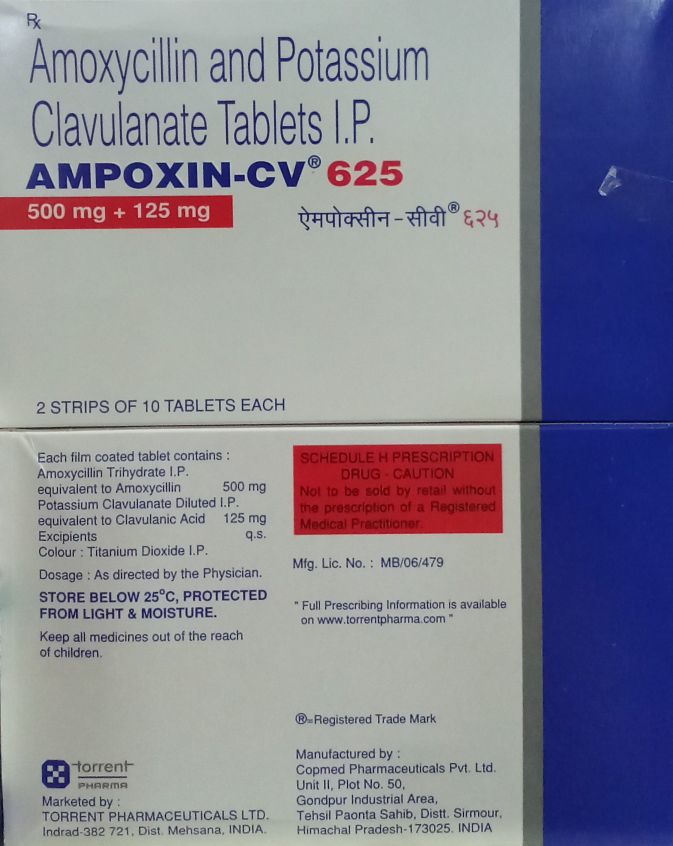 Rx
Amoxycillin and Potassium
Clavulanate Tablets I.P.
AMPOXIN-CV® 625
500 mg + 125 mg
ऐमपोक्सीन - सीवी® ६२५
2 STRIPS OF 10 TABLETS EACH
Each film coated tablet contains :
Amoxycillin Trihydrate I.P.
equivalent to Amoxycillin 500 mg
Potassium Clavulanate Diluted I.P.
equivalent to Clavulanic Acid 125 mg
Excipients q.s.
Colour : Titanium Dioxide I.P.
Dosage : As directed by the Physician.
STORE BELOW 25°C, PROTECTED
FROM LIGHT & MOISTURE.
Keep all medicines out of the reach
of children.
torrent
PHARMA
Marketed by :
TORRENT PHARMACEUTICALS LTD.
Indrad-382 721, Dist. Mehsana, INDIA.
SCHEDULE H PRESCRIPTION
DRUG - CAUTION
Not to be sold by retail without
the prescription of a Registered
Medical Practitioner.
Mfg. Lic. No. : MB/06/479
" Full Prescribing Information is available
on www.torrentpharma.com "
®=Registered Trade Mark
Manufactured by :
Copmed Pharmaceuticals Pvt. Ltd.
Unit II, Plot No. 50,
Gondpur Industrial Area,
Tehsil Paonta Sahib, Distt. Sirmour,
Himachal Pradesh-173025. INDIA